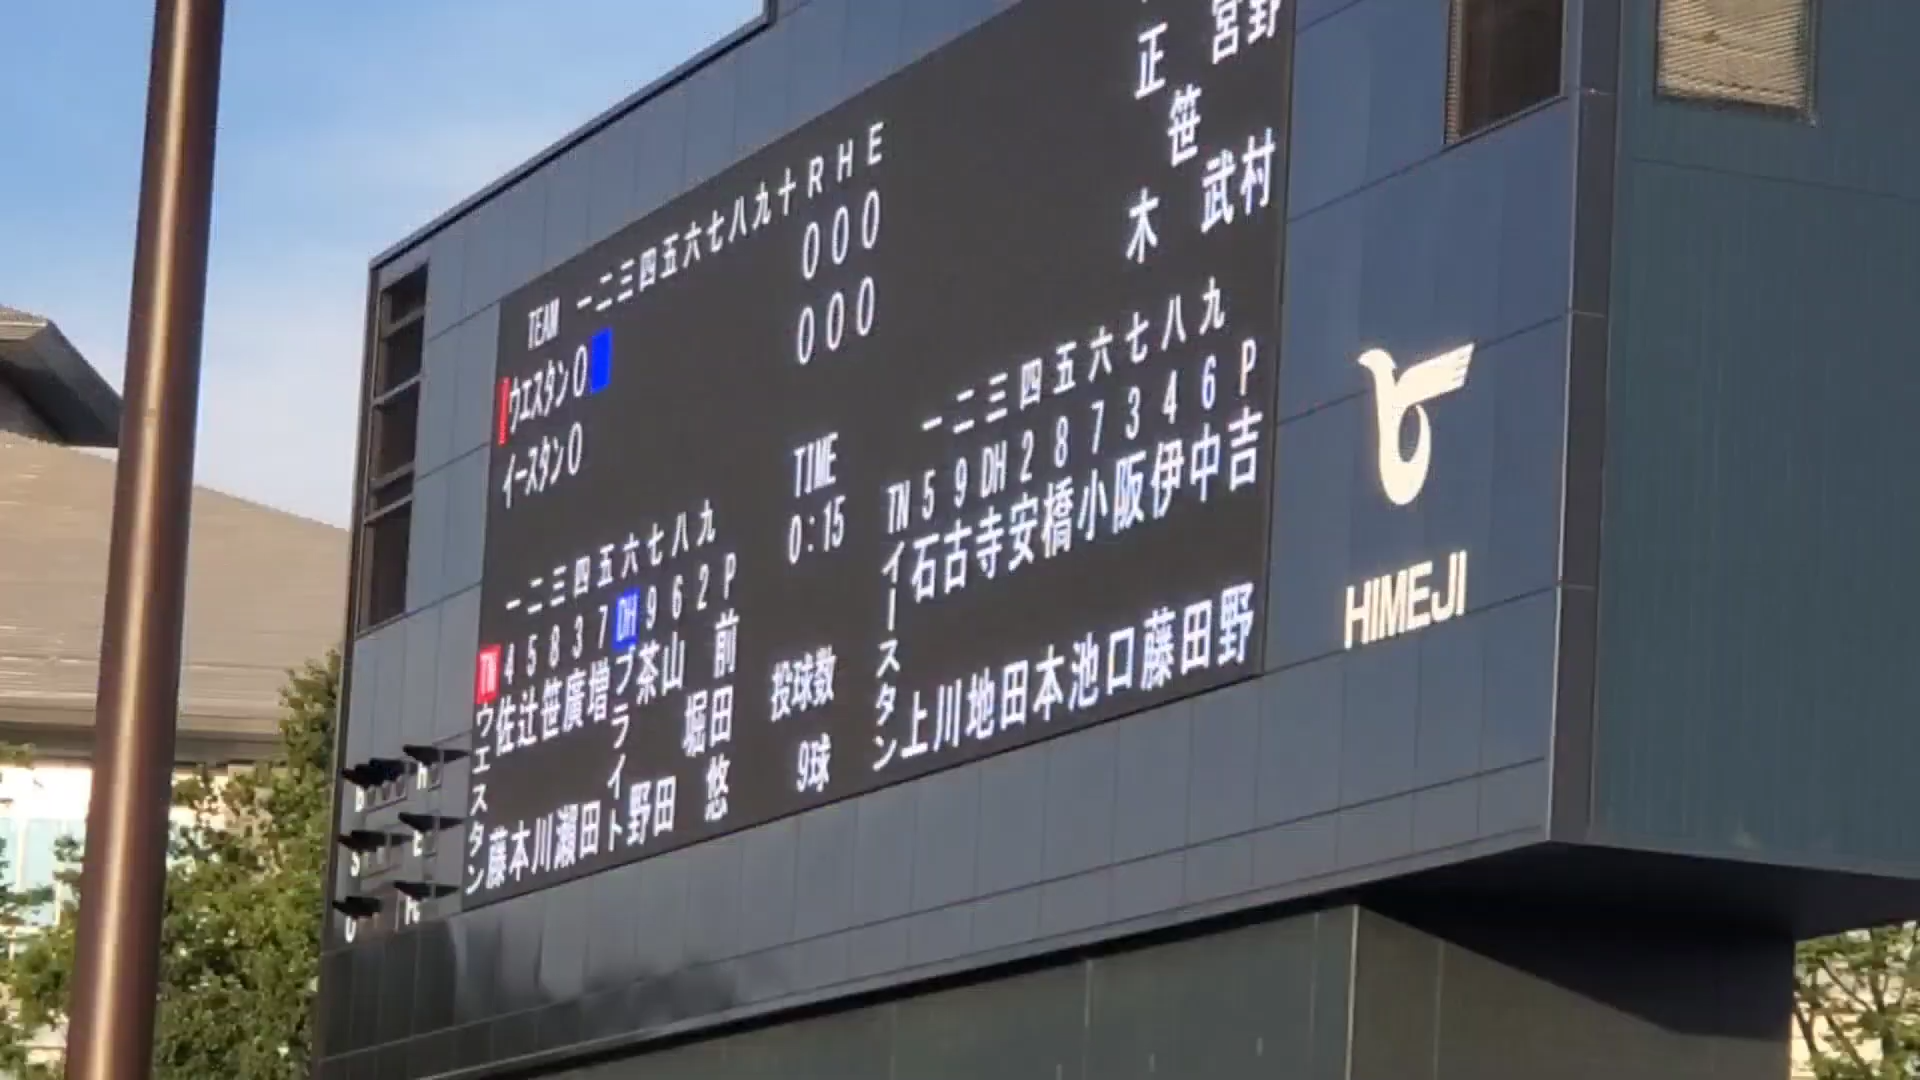 正 宮野
笹
木 武村
TEAM 一二三四五六七八九十RHE
ウエスタン0 000
イースタン0 000
一二三四五六七八九
TN 4 5 8 3 7 DH 9 6 2 P
ウエスタン
佐藤
辻本
笹川
廣瀬
増田
ブライト
茶野
山田
堀
前田悠
TIME
0:15
投球数
9球
一二三四五六七八九
TN 5 9 DH 2 8 7 3 4 6 P
イースタン
石上
古川
寺地
安田
橋本
小池
阪口
伊藤
中田
吉野
B
S
H
E
HIMEJI